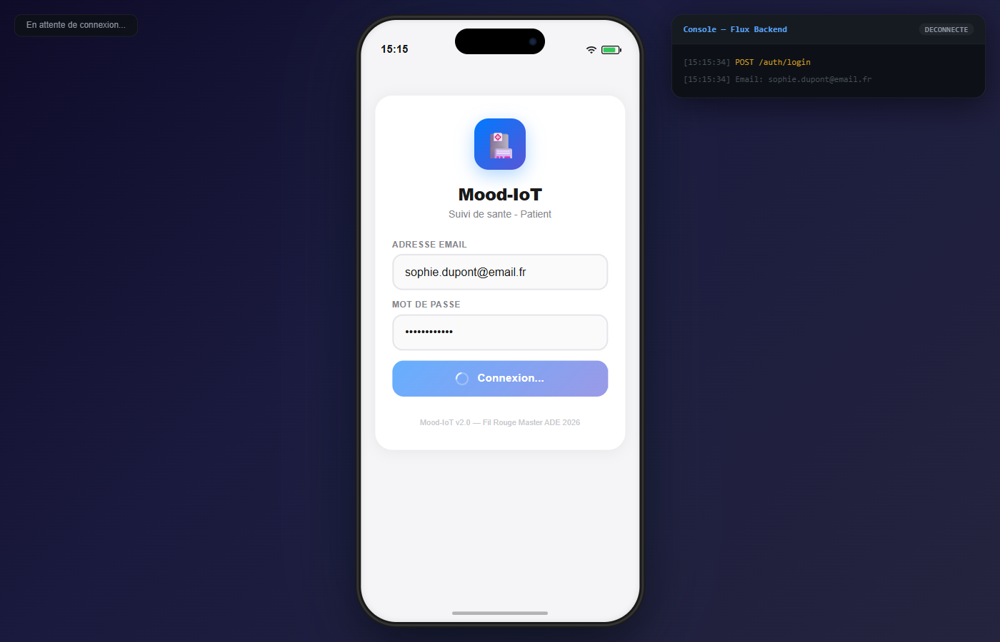 En attente de connexion...
15:15
Mood-IoT
Suivi de sante - Patient
ADRESSE EMAIL
sophie.dupont@email.fr
MOT DE PASSE
••••••••••••
Connexion...
Mood-IoT v2.0 — Fil Rouge Master ADE 2026
Console — Flux Backend
DECONNECTE
[15:15:34] POST /auth/login
[15:15:34] Email: sophie.dupont@email.fr